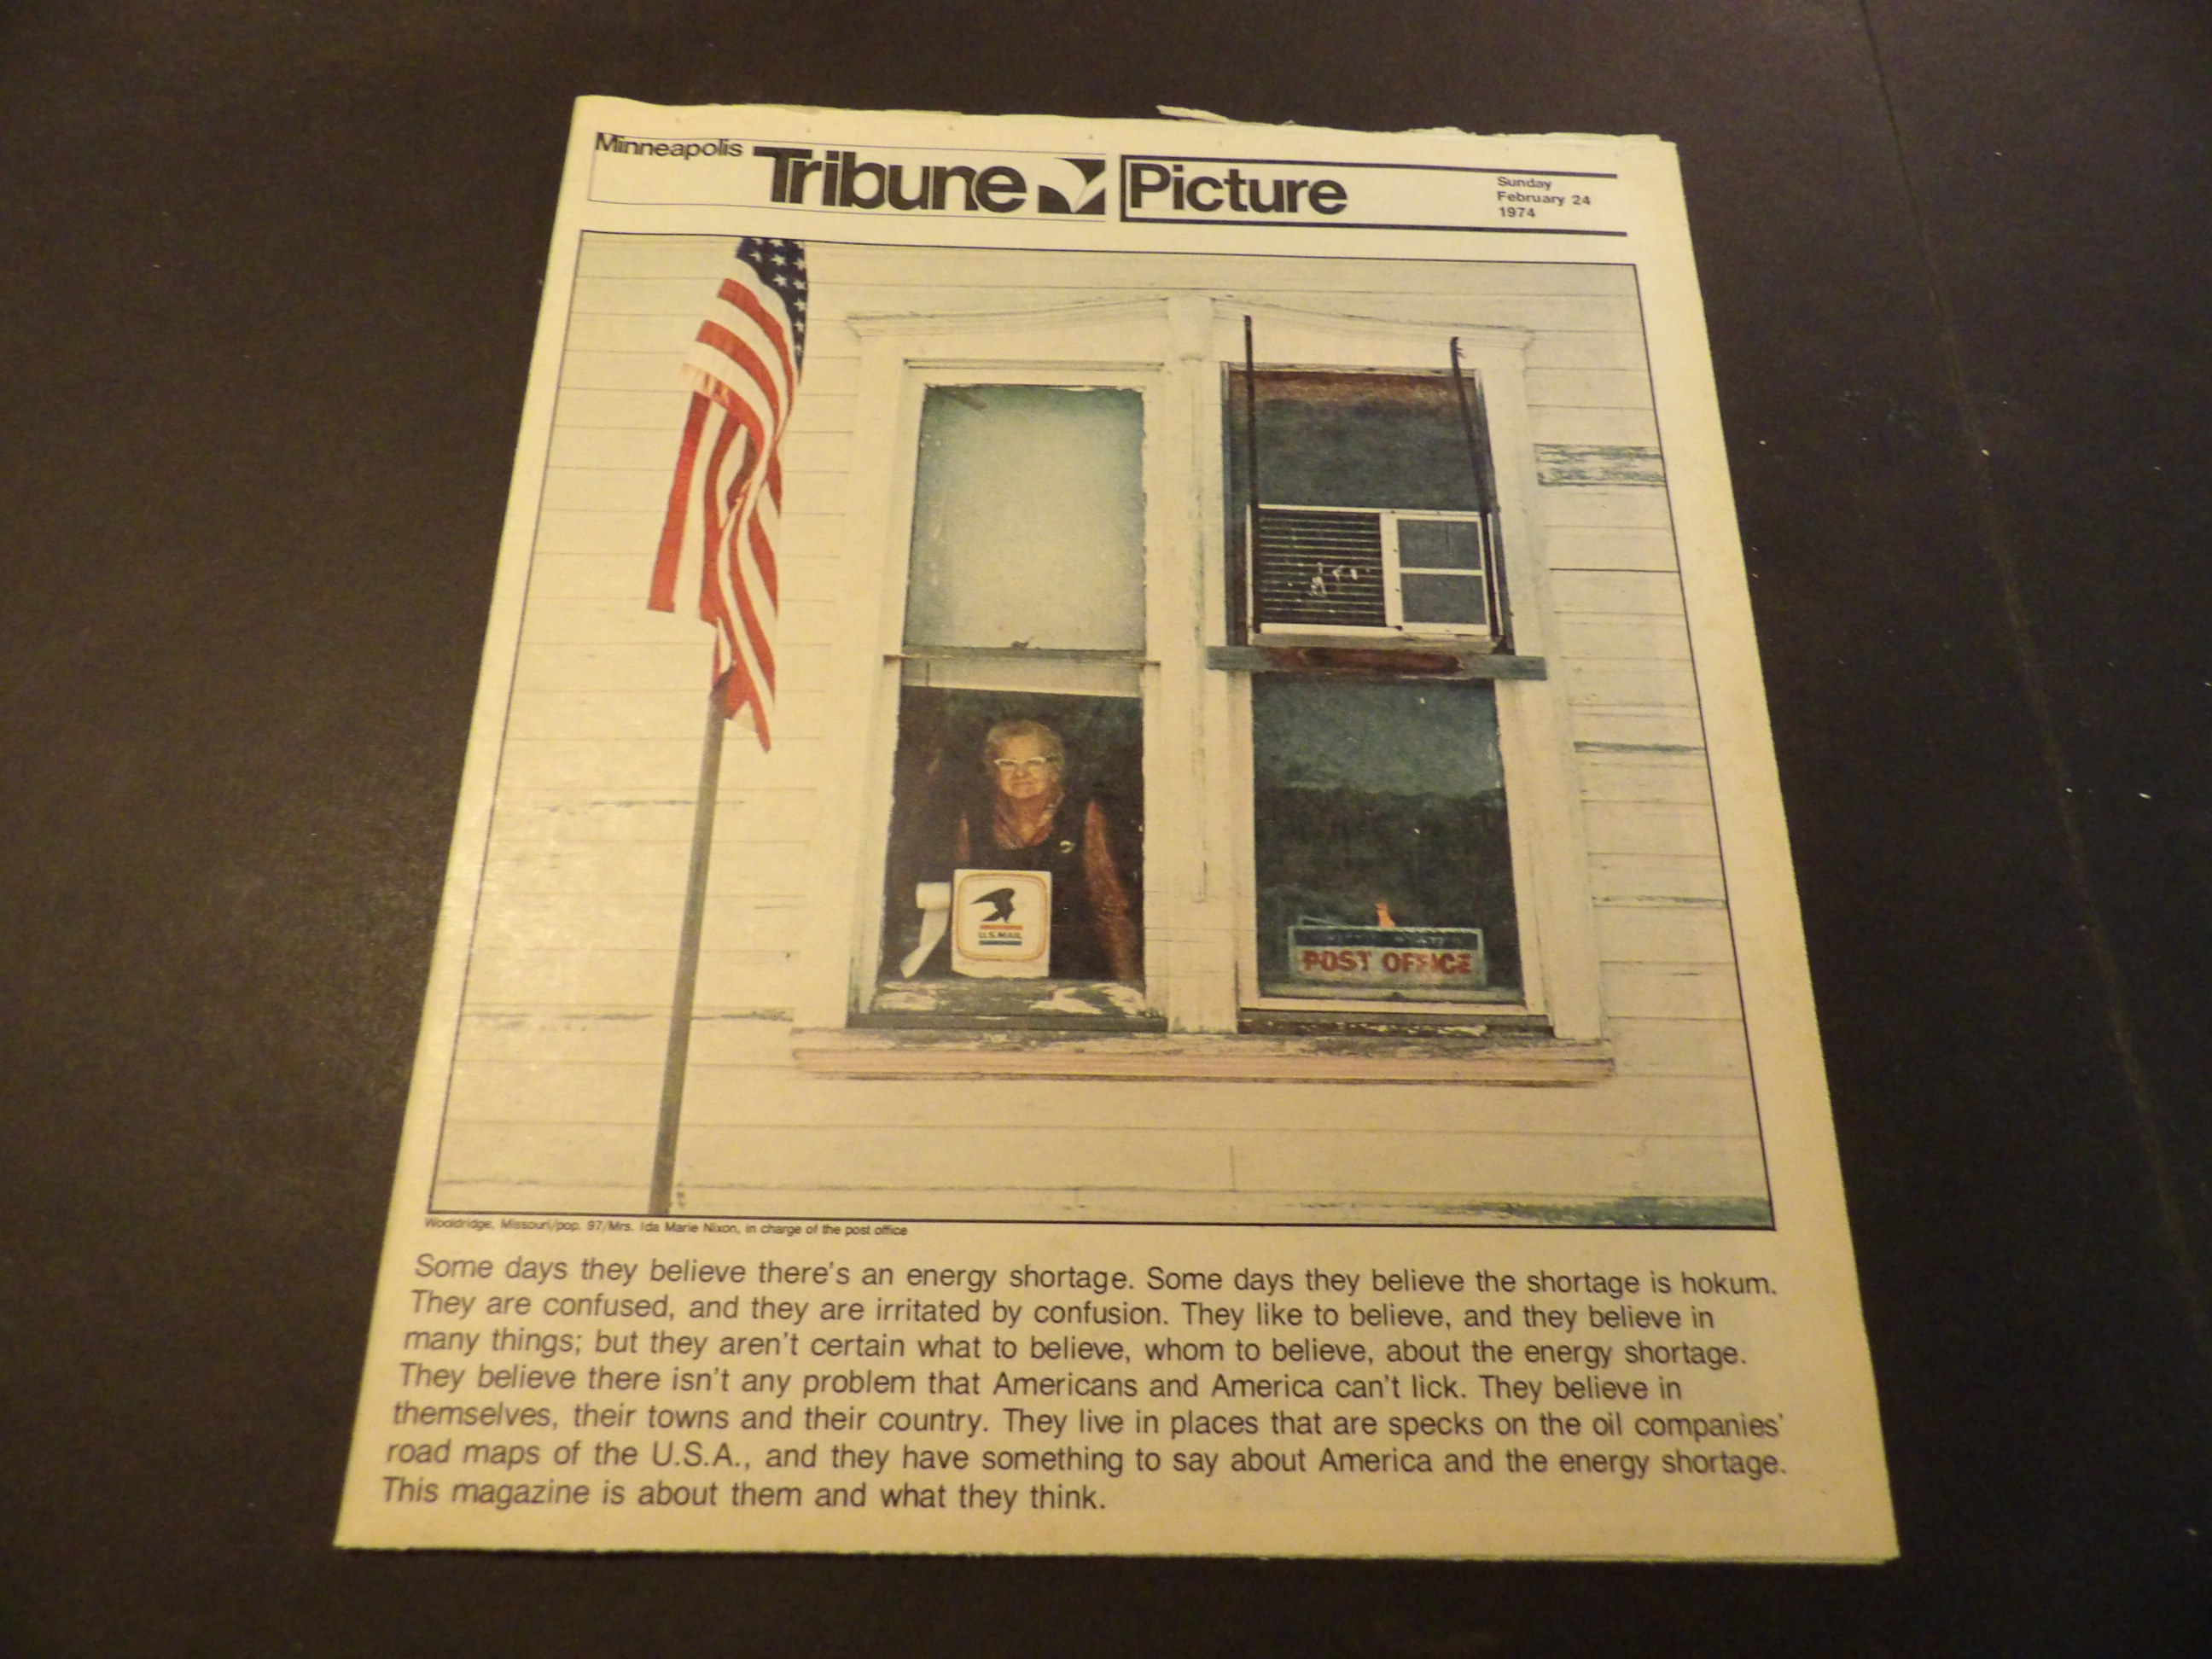 Minneapolis
Tribune Picture
Sunday
February 24
1974
U.S. MAIL
POST OFFICE
Wooldridge, Missouri/pop. 97/Mrs. Ida Marie Nixon, in charge of the post office
Some days they believe there's an energy shortage. Some days they believe the shortage is hokum.
They are confused, and they are irritated by confusion. They like to believe, and they believe in
many things; but they aren't certain what to believe, whom to believe, about the energy shortage.
They believe there isn't any problem that Americans and America can't lick. They believe in
themselves, their towns and their country. They live in places that are specks on the oil companies'
road maps of the U.S.A., and they have something to say about America and the energy shortage.
This magazine is about them and what they think.